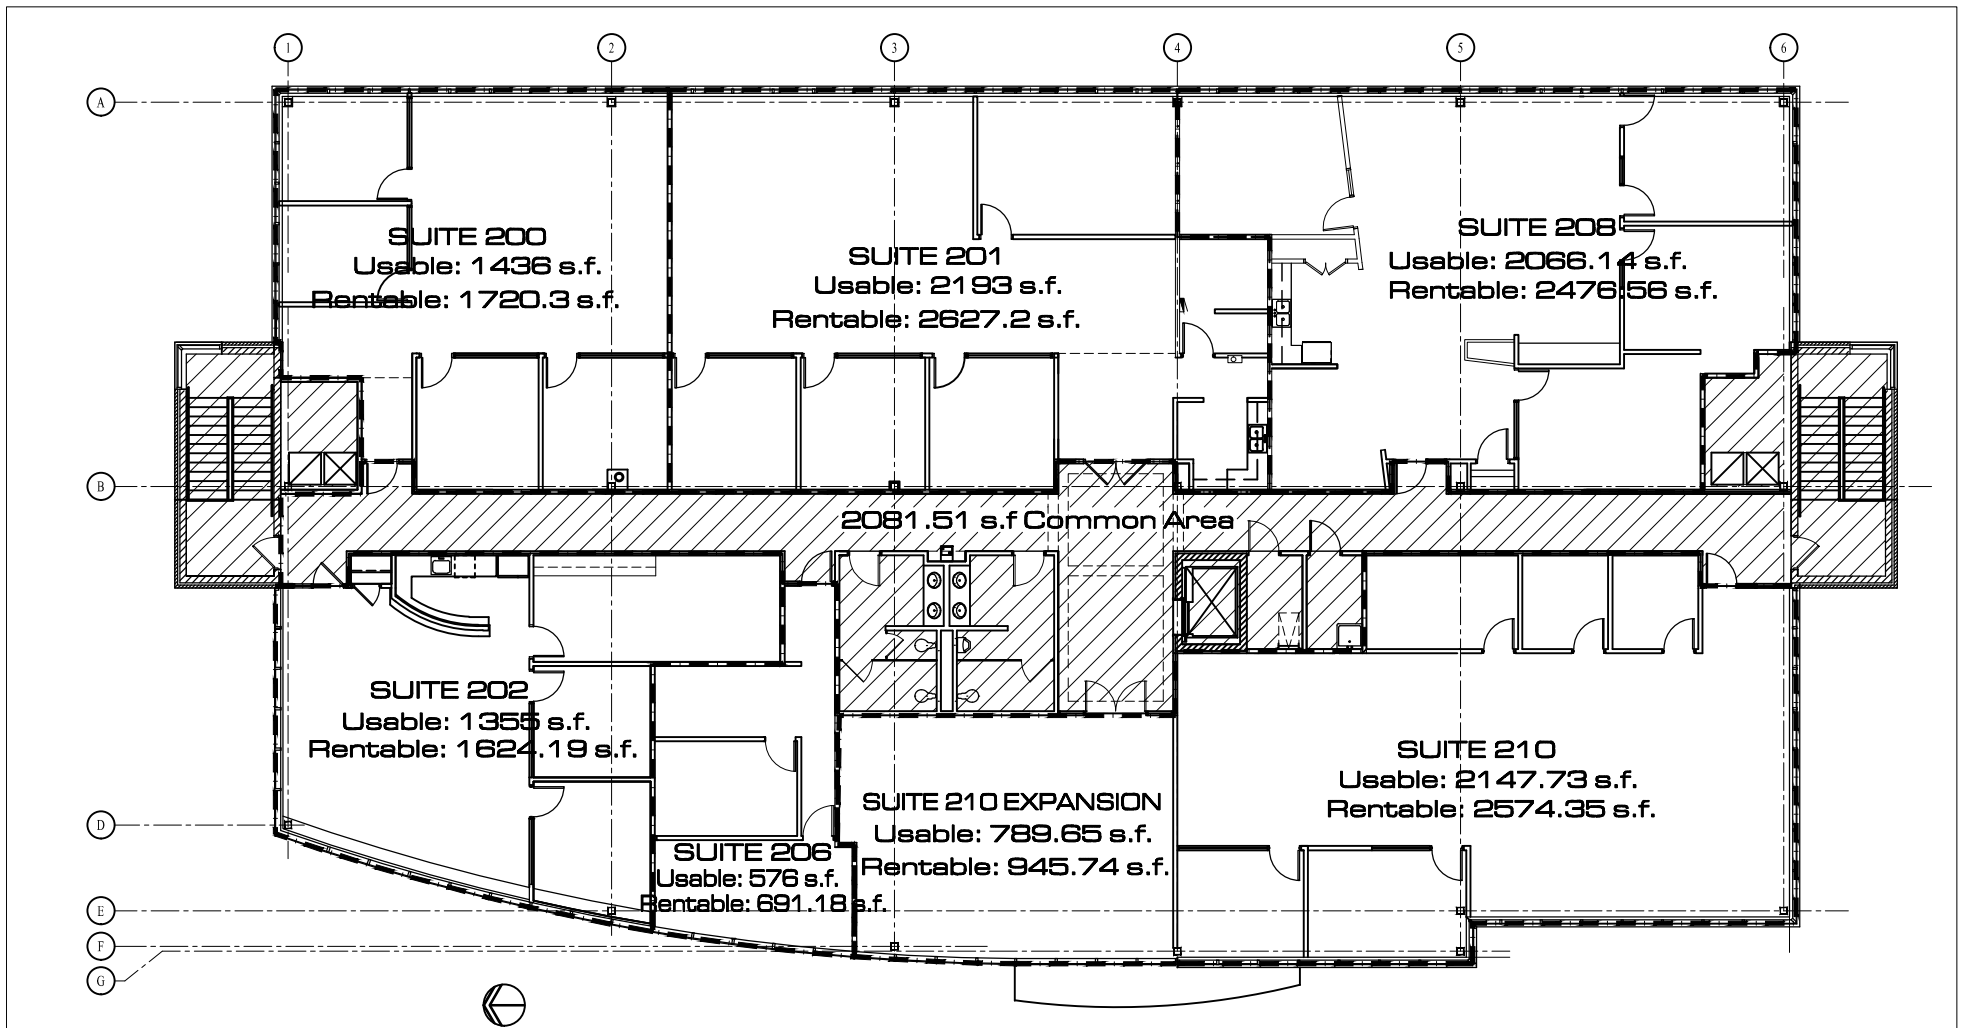 1 2 3 4 5 6
A
SUITE 200
Usable: 1436 s.f.
Rentable: 1720.3 s.f.
SUITE 201
Usable: 2193 s.f.
Rentable: 2627.2 s.f.
SUITE 208
Usable: 2066.14 s.f.
Rentable: 2476.56 s.f.
B
2081.51 s.f Common Area
SUITE 202
Usable: 1355 s.f.
Rentable: 1624.19 s.f.
SUITE 210
Usable: 2147.73 s.f.
Rentable: 2574.35 s.f.
SUITE 210 EXPANSION
Usable: 789.65 s.f.
Rentable: 945.74 s.f.
D
SUITE 206
Usable: 576 s.f.
Rentable: 691.18 s.f.
E
F
G